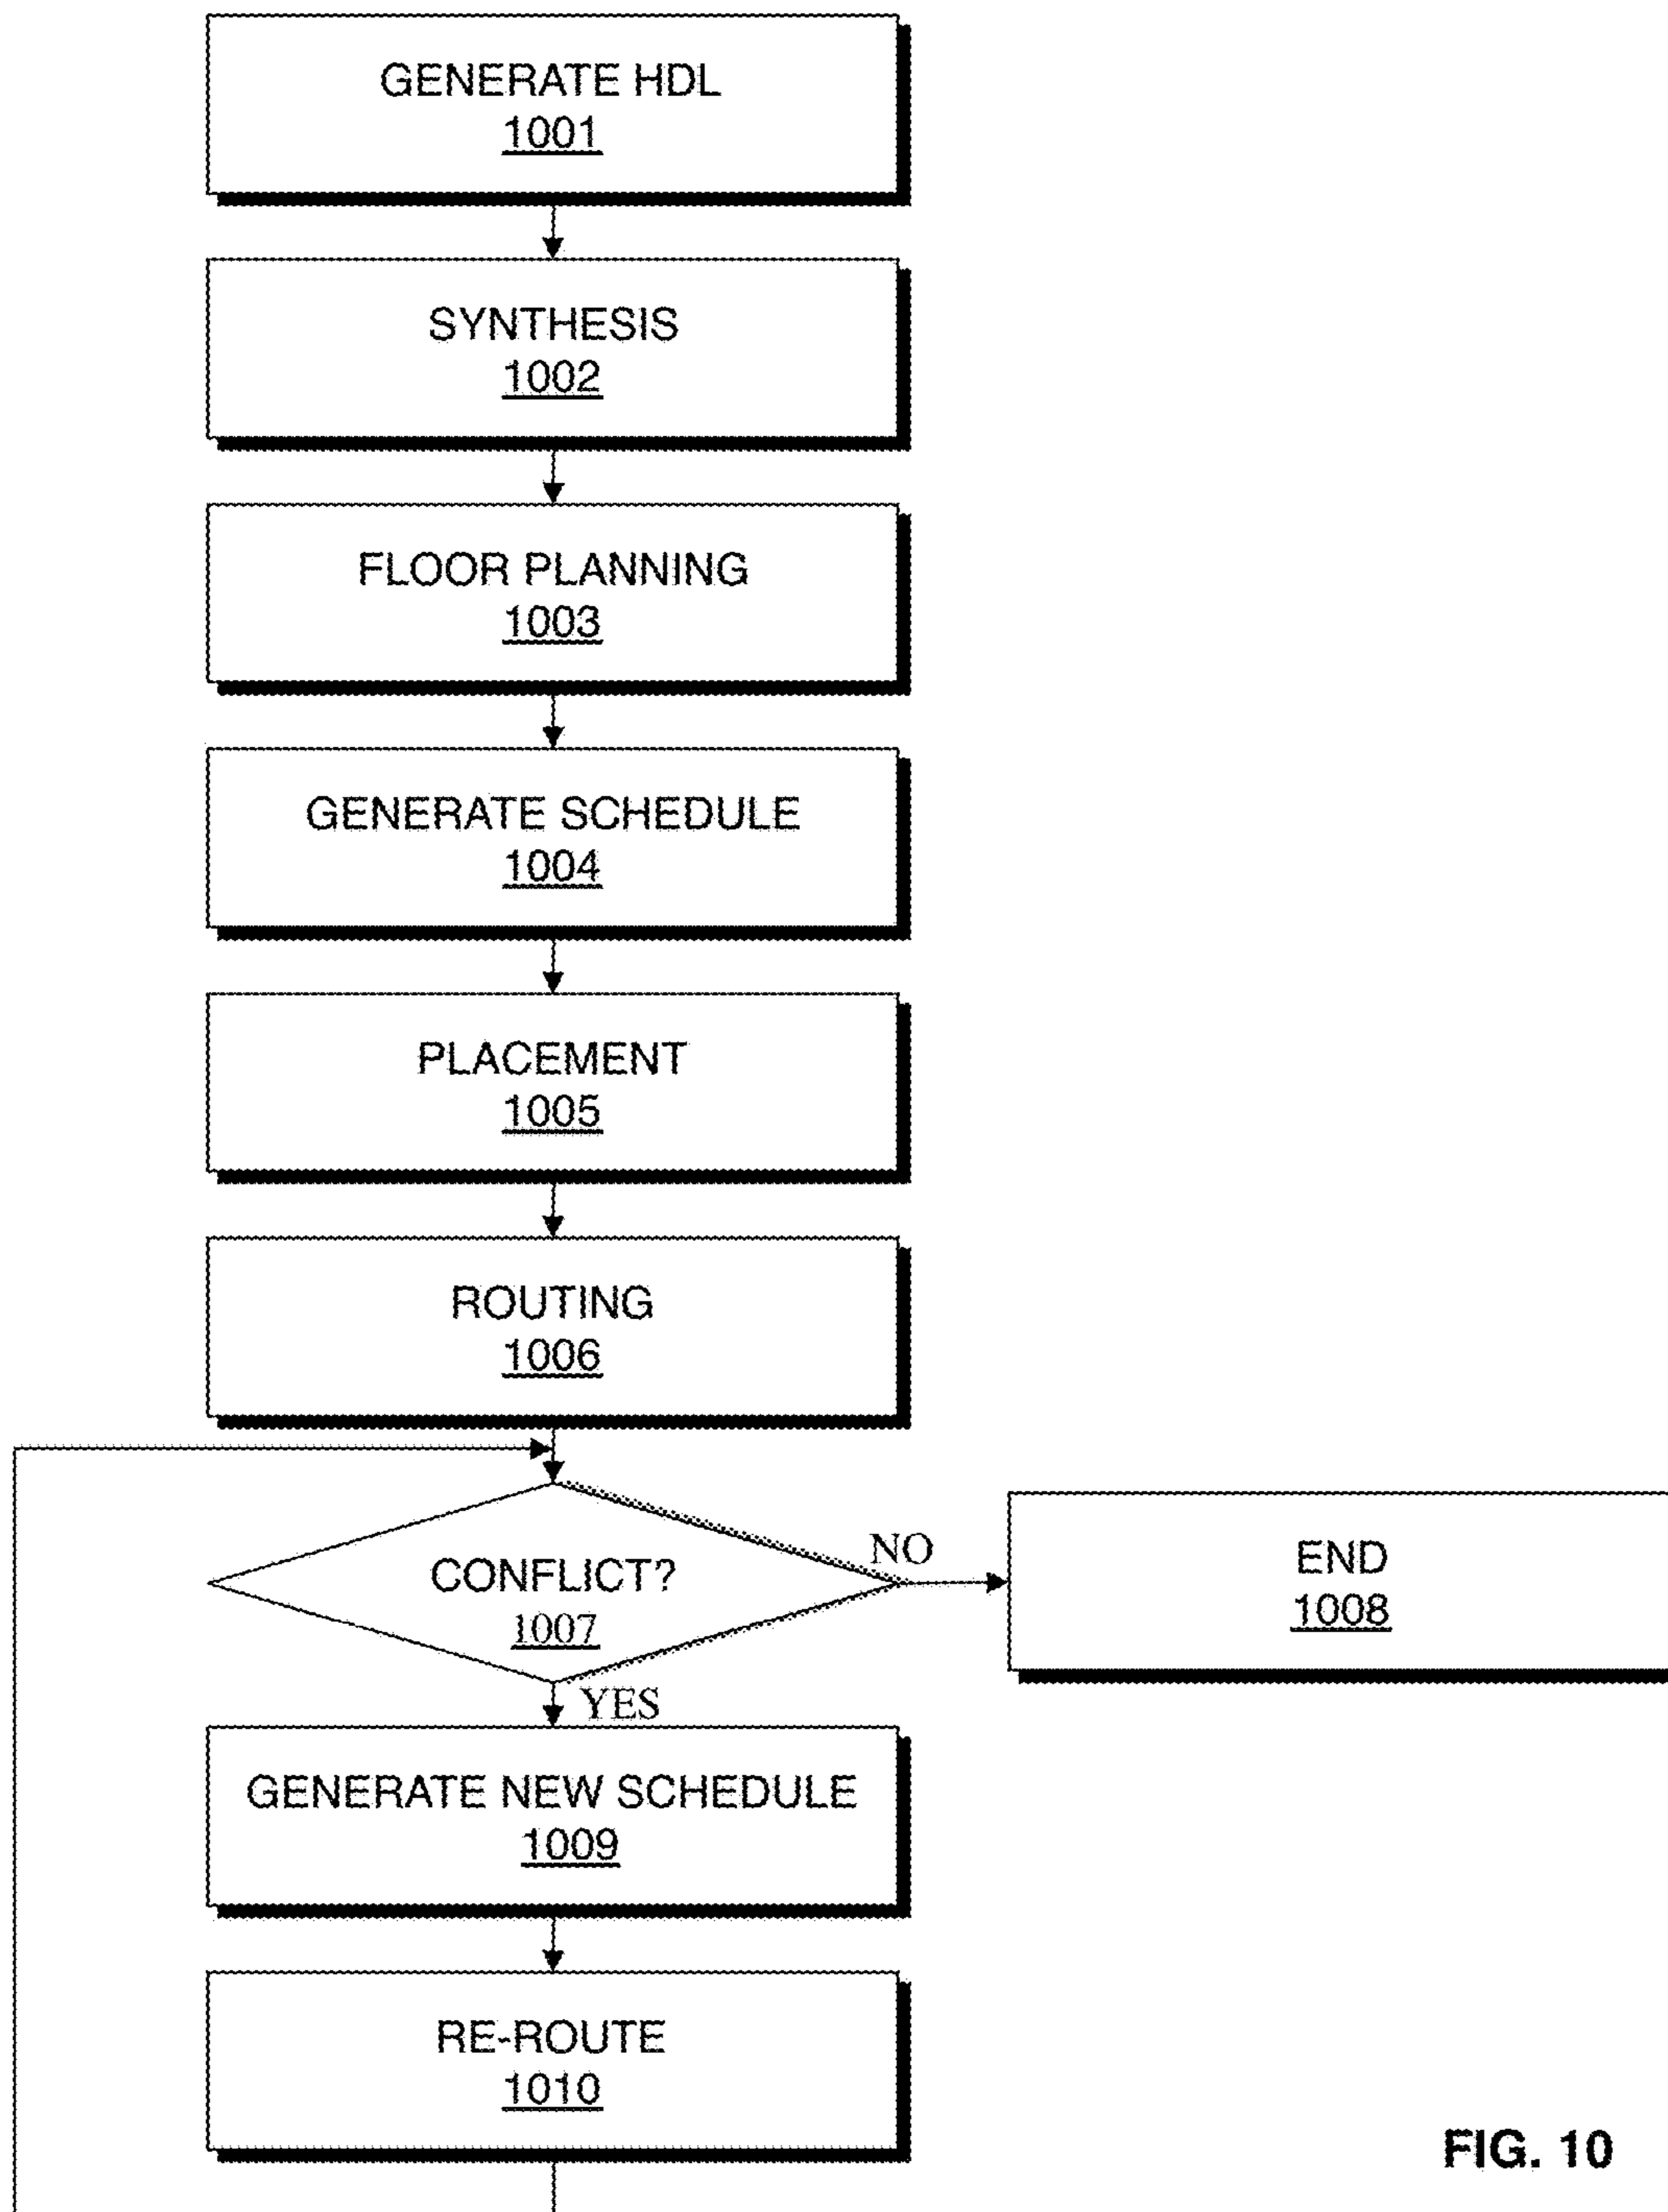 GENERATE HDL
1001
SYNTHESIS
1002
FLOOR PLANNING
1003
GENERATE SCHEDULE
1004
PLACEMENT
1005
ROUTING
1006
CONFLICT?
1007
NO
END
1008
YES
GENERATE NEW SCHEDULE
1009
RE-ROUTE
1010
FIG. 10